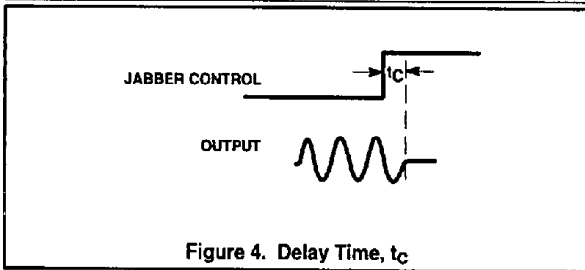 JABBER CONTROL
tC
OUTPUT
Figure 4. Delay Time, tC